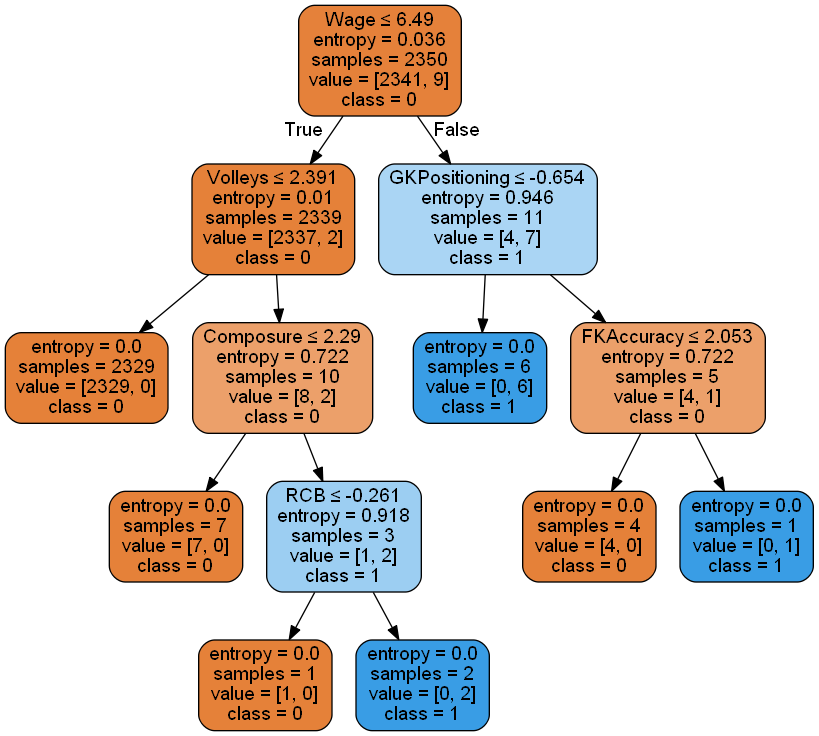 Wage ≤ 6.49
entropy = 0.036
samples = 2350
value = [2341, 9]
class = 0
True
False
Volleys ≤ 2.391
entropy = 0.01
samples = 2339
value = [2337, 2]
class = 0
GKPositioning ≤ -0.654
entropy = 0.946
samples = 11
value = [4, 7]
class = 1
entropy = 0.0
samples = 2329
value = [2329, 0]
class = 0
Composure ≤ 2.29
entropy = 0.722
samples = 10
value = [8, 2]
class = 0
entropy = 0.0
samples = 6
value = [0, 6]
class = 1
FKAccuracy ≤ 2.053
entropy = 0.722
samples = 5
value = [4, 1]
class = 0
entropy = 0.0
samples = 7
value = [7, 0]
class = 0
RCB ≤ -0.261
entropy = 0.918
samples = 3
value = [1, 2]
class = 1
entropy = 0.0
samples = 4
value = [4, 0]
class = 0
entropy = 0.0
samples = 1
value = [0, 1]
class = 1
entropy = 0.0
samples = 1
value = [1, 0]
class = 0
entropy = 0.0
samples = 2
value = [0, 2]
class = 1